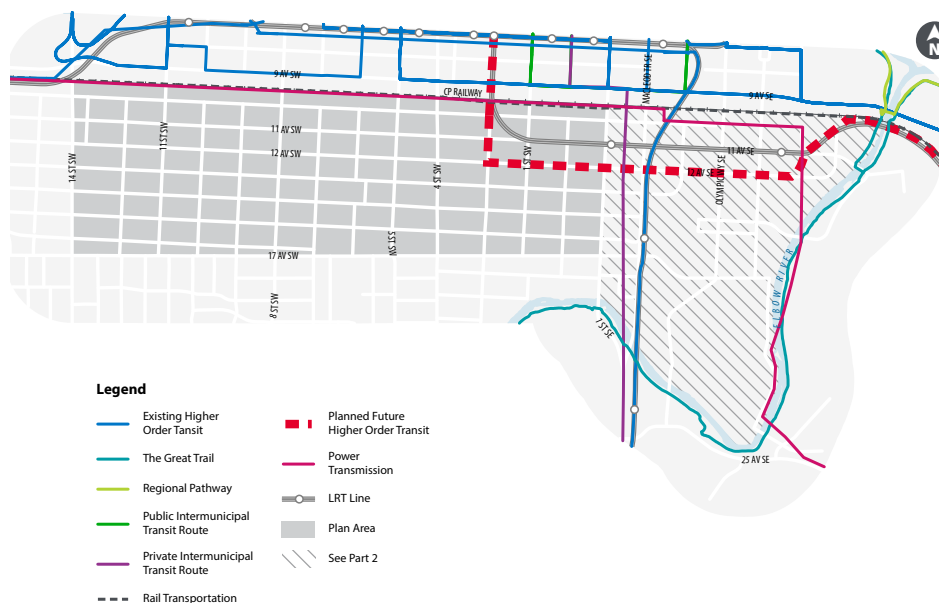 N
9 AV SW
CP RAILWAY
MACLEOD TR SE
9 AV SE
11 ST SW
11 AV SW
12 AV SW
14 ST SW
4 ST SW
1 ST SW
11 AV SE
12 AV SE
OLYMPIC WY SE
5 ST SW
17 AV SW
8 ST SW
ELBOW RIVER
7 ST SE
25 AV SE
Legend
Existing Higher
Order Tansit
The Great Trail
Regional Pathway
Public Intermunicipal
Transit Route
Private Intermunicipal
Transit Route
Rail Transportation
Planned Future
Higher Order Transit
Power
Transmission
LRT Line
Plan Area
See Part 2